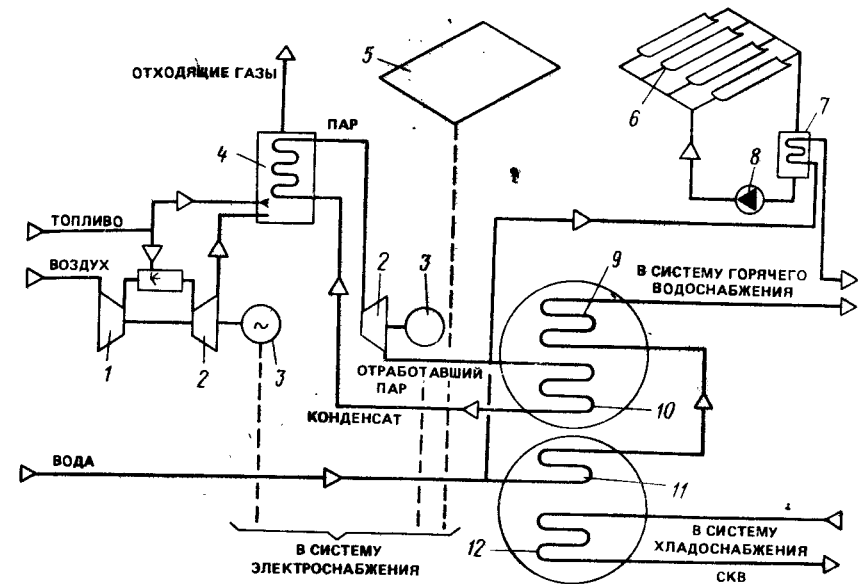 ОТХОДЯЩИЕ ГАЗЫ
5
6
7
ПАР
4
8
ТОПЛИВО
ВОЗДУХ
2
3
9
В СИСТЕМУ ГОРЯЧЕГО
ВОДОСНАБЖЕНИЯ
~
1
2
3
ОТРАБОТАВШИЙ
ПАР
10
КОНДЕНСАТ
ВОДА
11
12
В СИСТЕМУ
ХЛАДОСНАБЖЕНИЯ
СКВ
В СИСТЕМУ
ЭЛЕКТРОСНАБЖЕНИЯ